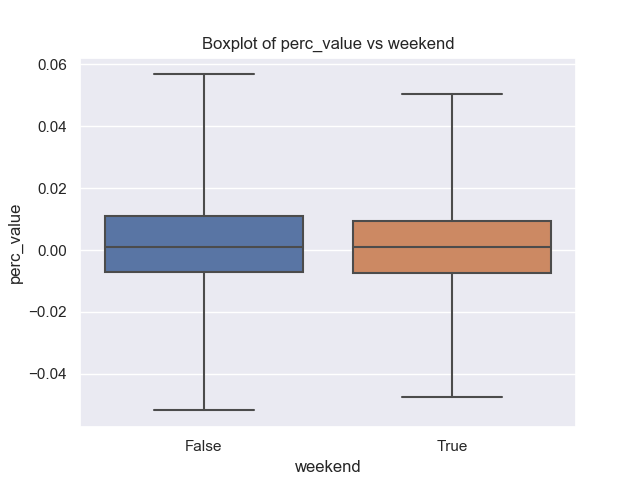 Boxplot of perc_value vs weekend
0.06
0.04
0.02
0.00
−0.02
−0.04
perc_value
False True
weekend